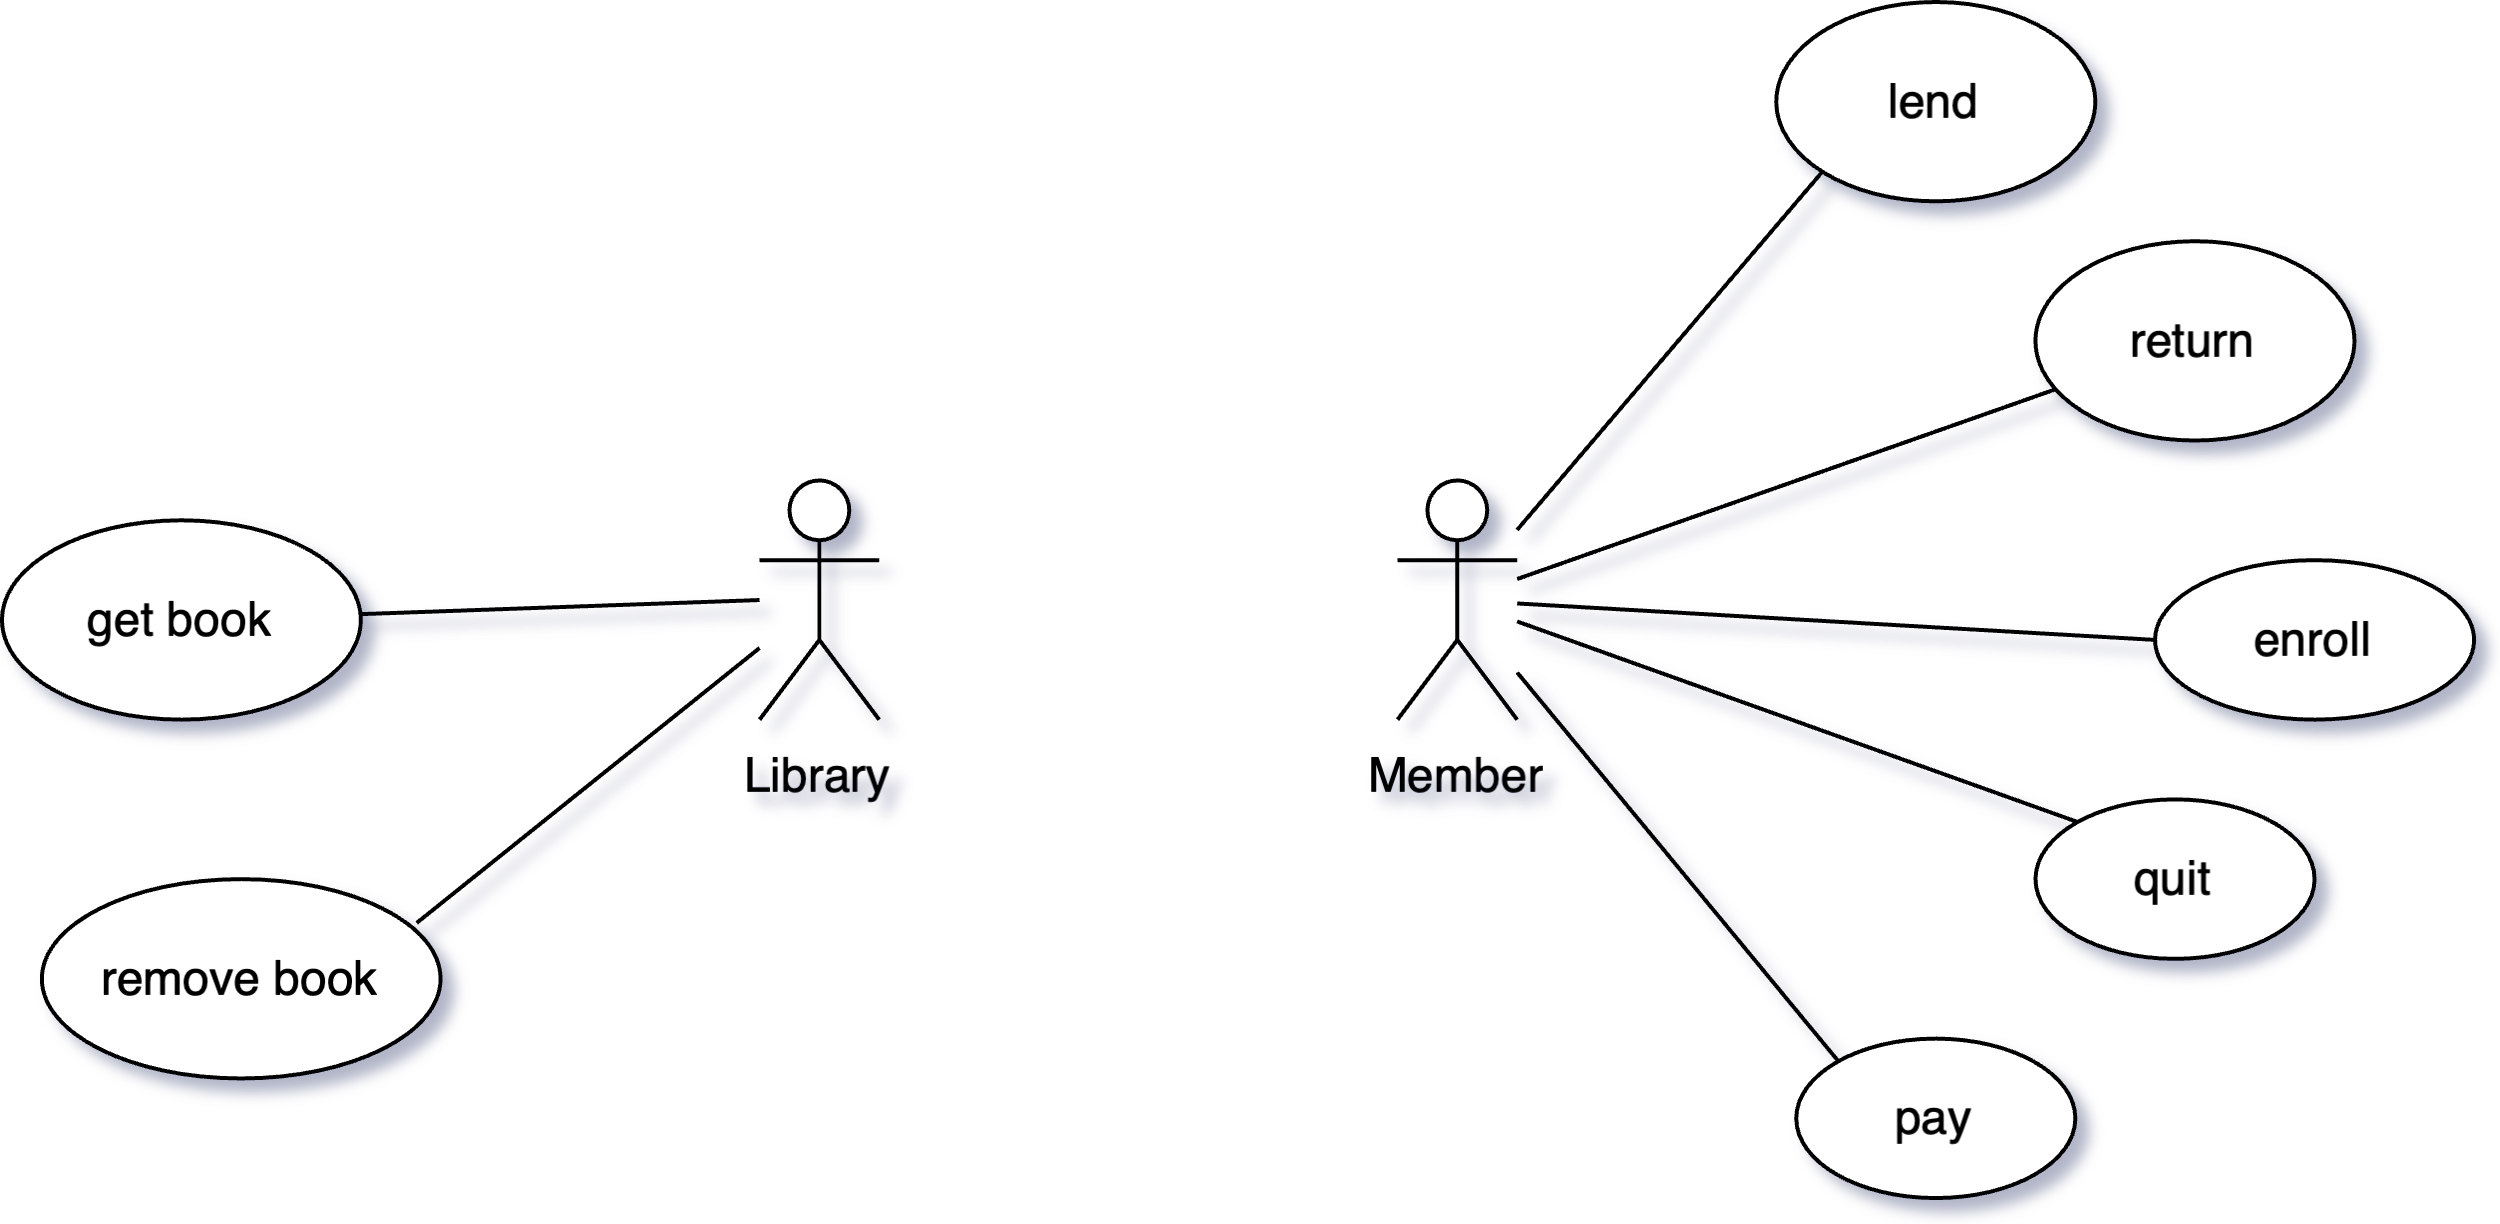 lend
return
get book
enroll
Library
Member
quit
remove book
pay